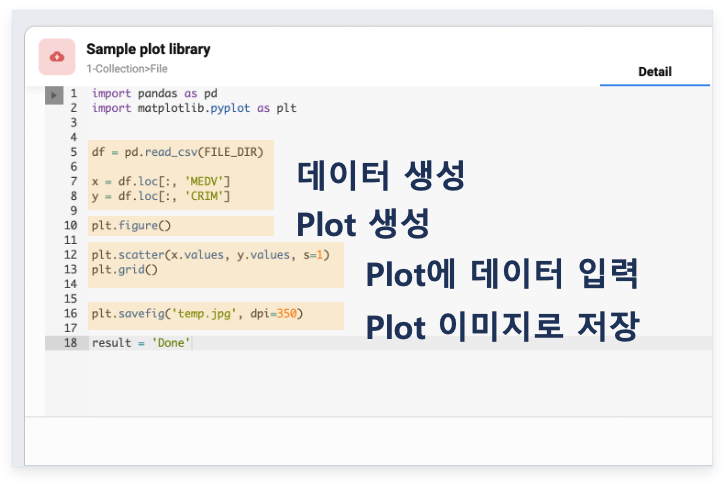 Sample plot library
1-Collection>File
Detail
1 import pandas as pd
2 import matplotlib.pyplot as plt
3
4
5 df = pd.read_csv(FILE_DIR)
6
데이터 생성
7 x = df.loc[:, 'MEDV']
8 y = df.loc[:, 'CRIM']
9
10 plt.figure()
Plot 생성
11
12 plt.scatter(x.values, y.values, s=1)
13 plt.grid()
Plot에 데이터 입력
14
15
16 plt.savefig('temp.jpg', dpi=350)
Plot 이미지로 저장
17
18 result = 'Done'